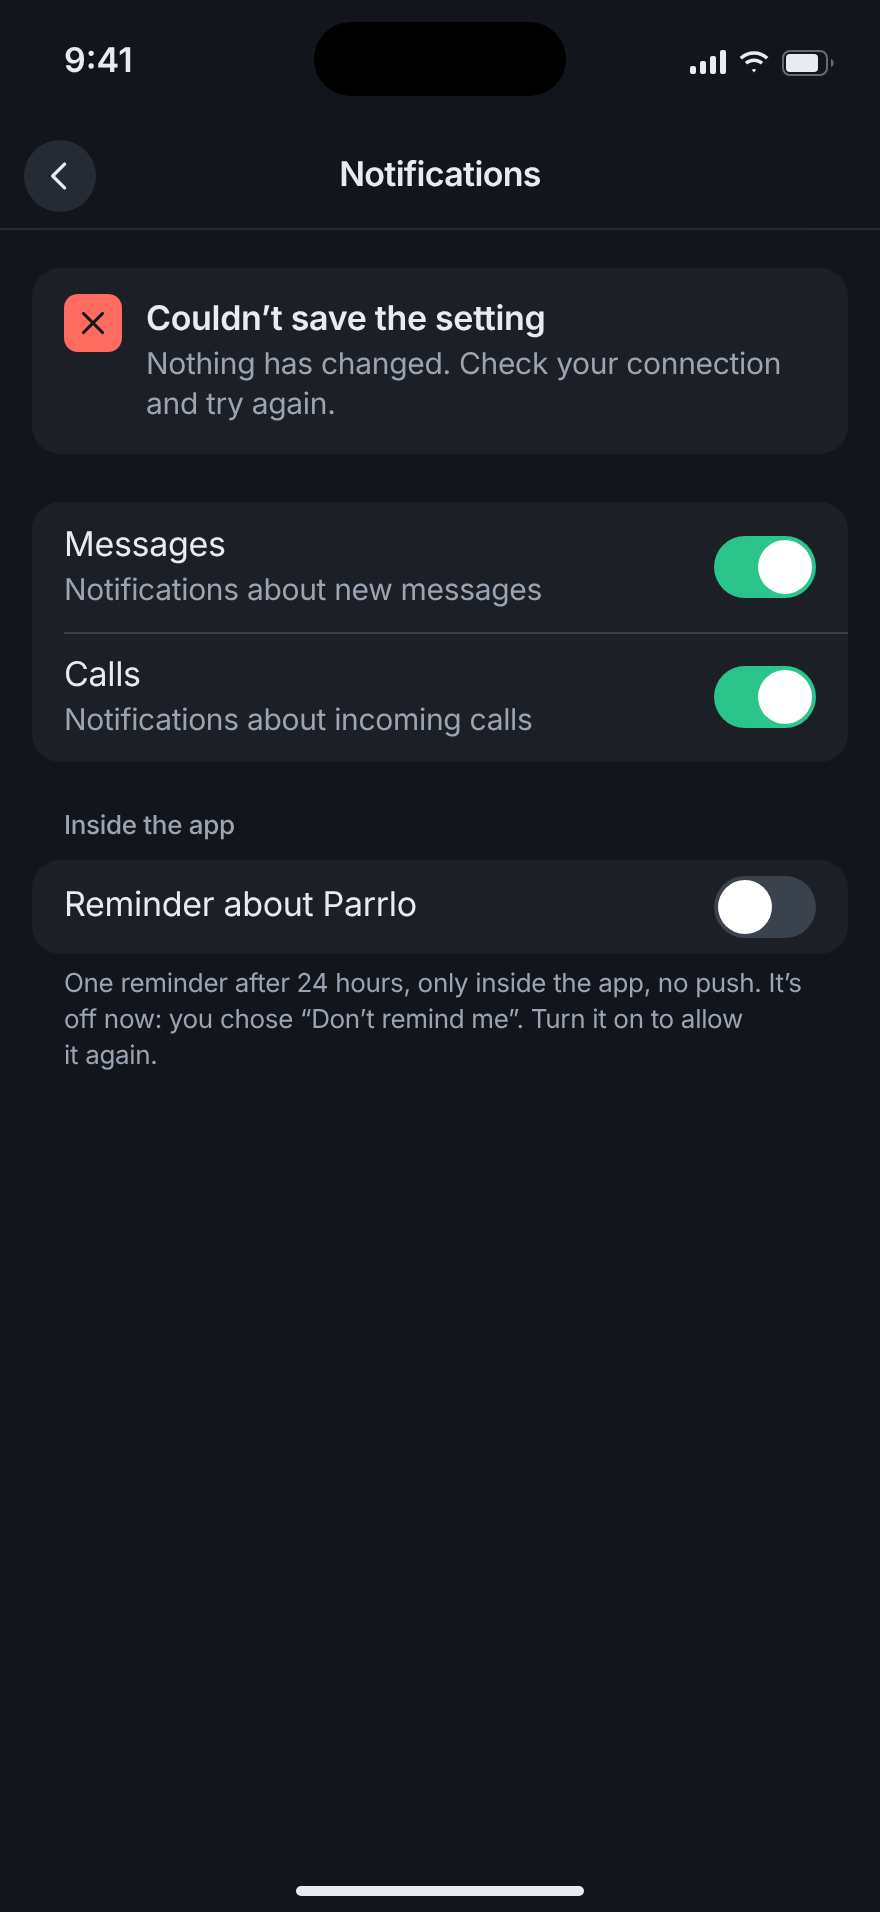 9:41
Notifications
Couldn’t save the setting
Nothing has changed. Check your connection
and try again.
Messages
Notifications about new messages
Calls
Notifications about incoming calls
Inside the app
Reminder about Parrlo
One reminder after 24 hours, only inside the app, no push. It’s
off now: you chose “Don’t remind me”. Turn it on to allow
it again.